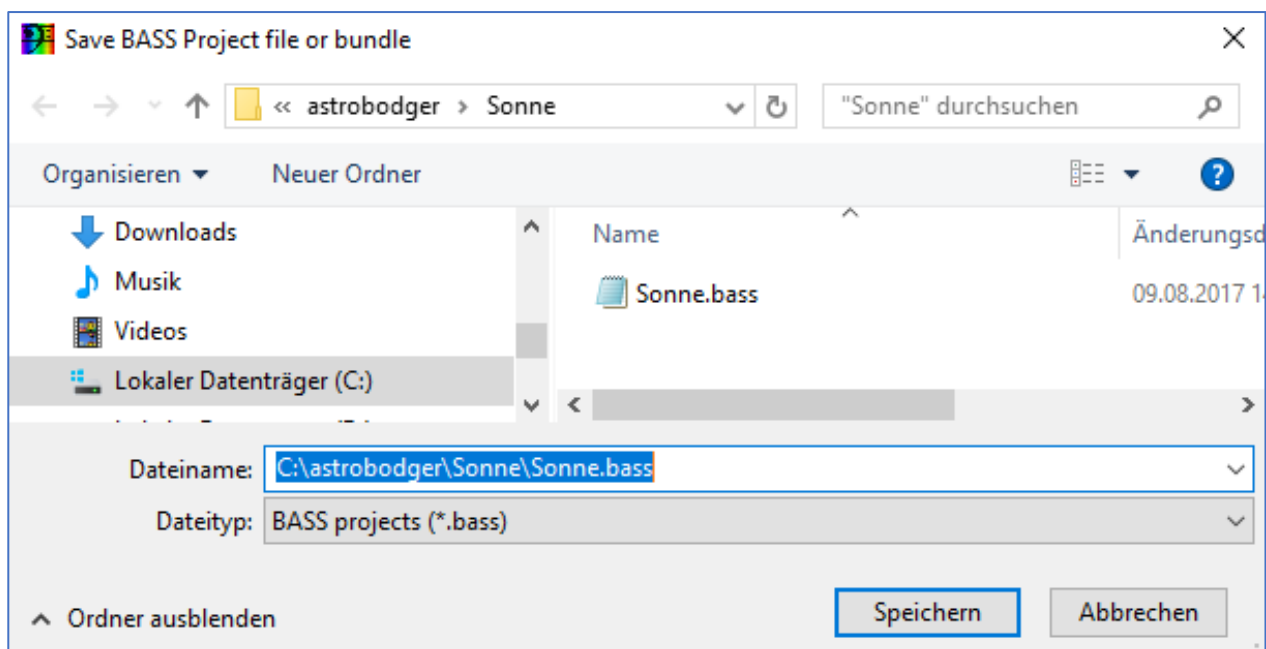 Save BASS Project file or bundle
« astrobodger > Sonne
"Sonne" durchsuchen
Organisieren
Neuer Ordner
Downloads
Musik
Videos
Lokaler Datenträger (C:)
Name
Änderungsd
Sonne.bass
09.08.2017 1
Dateiname: C:\astrobodger\Sonne\Sonne.bass
Dateityp: BASS projects (*.bass)
Ordner ausblenden
Speichern
Abbrechen